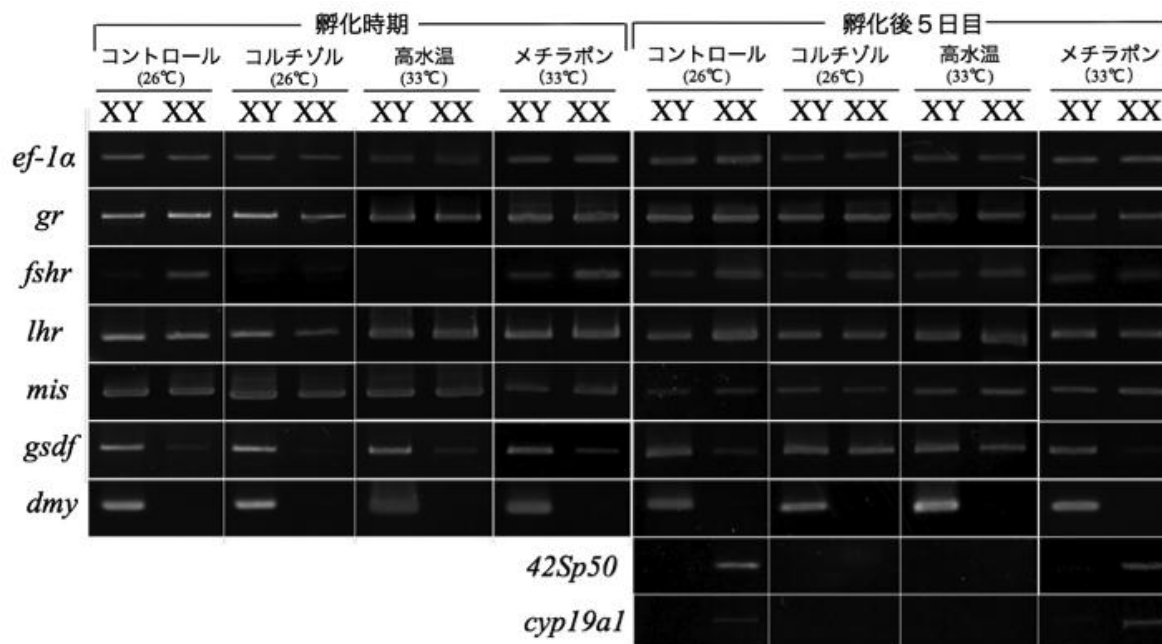 孵化時期 孵化後5日目
コントロール コルチゾル 高水温 メチラポン コントロール コルチゾル 高水温 メチラポン
(26℃) (26℃) (33℃) (33℃) (26℃) (26℃) (33℃) (33℃)
XY XX XY XX XY XX XY XX XY XX XY XX XY XX XY XX
ef-1α
gr
fshr
lhr
mis
gsdf
dmy
42Sp50
cyp19a1